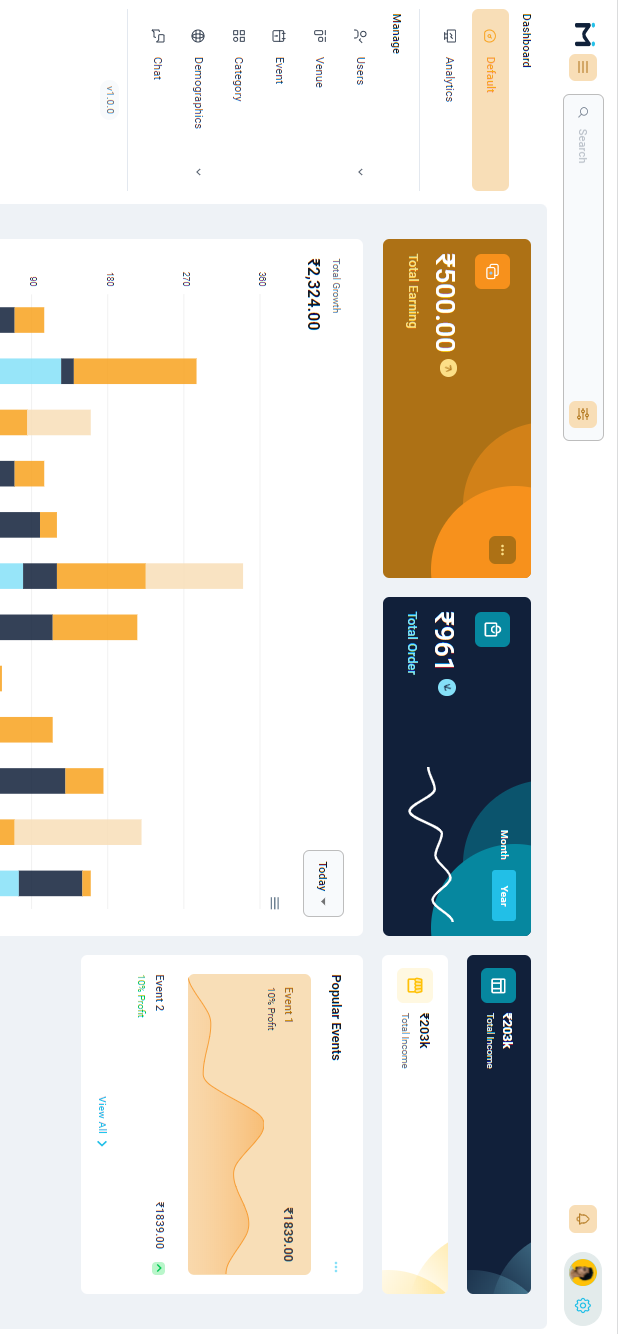 Search
Dashboard
Default
Analytics
Manage
Users
Venue
Event
Category
Demographics
Chat
v1.0.0
₹500.00
Total Earning
Month
Year
₹961
Total Order
₹203k
Total Income
₹203k
Total Income
Total Growth
₹2,324.00
Today
360
270
180
90
Popular Events
Event 1
₹1839.00
10% Profit
Event 2
₹1839.00
10% Profit
View All